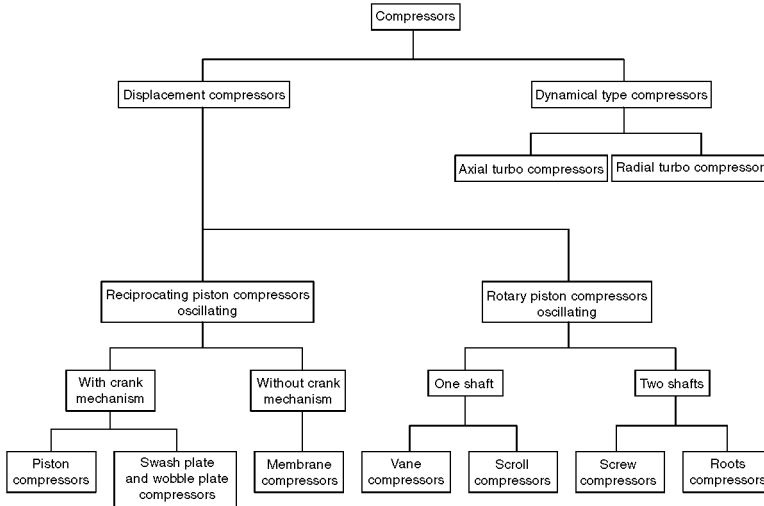 Compressors
Displacement compressors
Dynamical type compressors
Axial turbo compressors
Radial turbo compressor
Reciprocating piston compressors
oscillating
Rotary piston compressors
oscillating
With crank
mechanism
Without crank
mechanism
One shaft
Two shafts
Piston
compressors
Swash plate
and wobble plate
compressors
Membrane
compressors
Vane
compressors
Scroll
compressors
Screw
compressors
Roots
compressors